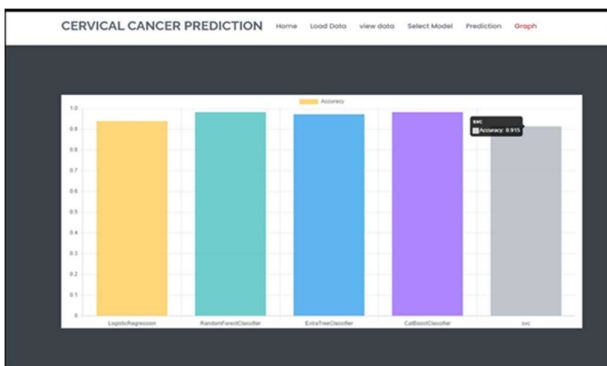 CERVICAL CANCER PREDICTION Home Load Data view data Select Model Prediction Graph
Accuracy
1.0
0.9
0.8
0.7
0.6
0.5
0.4
0.3
0.2
0.1
0
svc
Accuracy: 0.915
LogisticRegression RandomForestClassifier ExtraTreeClassifier CatBoostClassifier svc